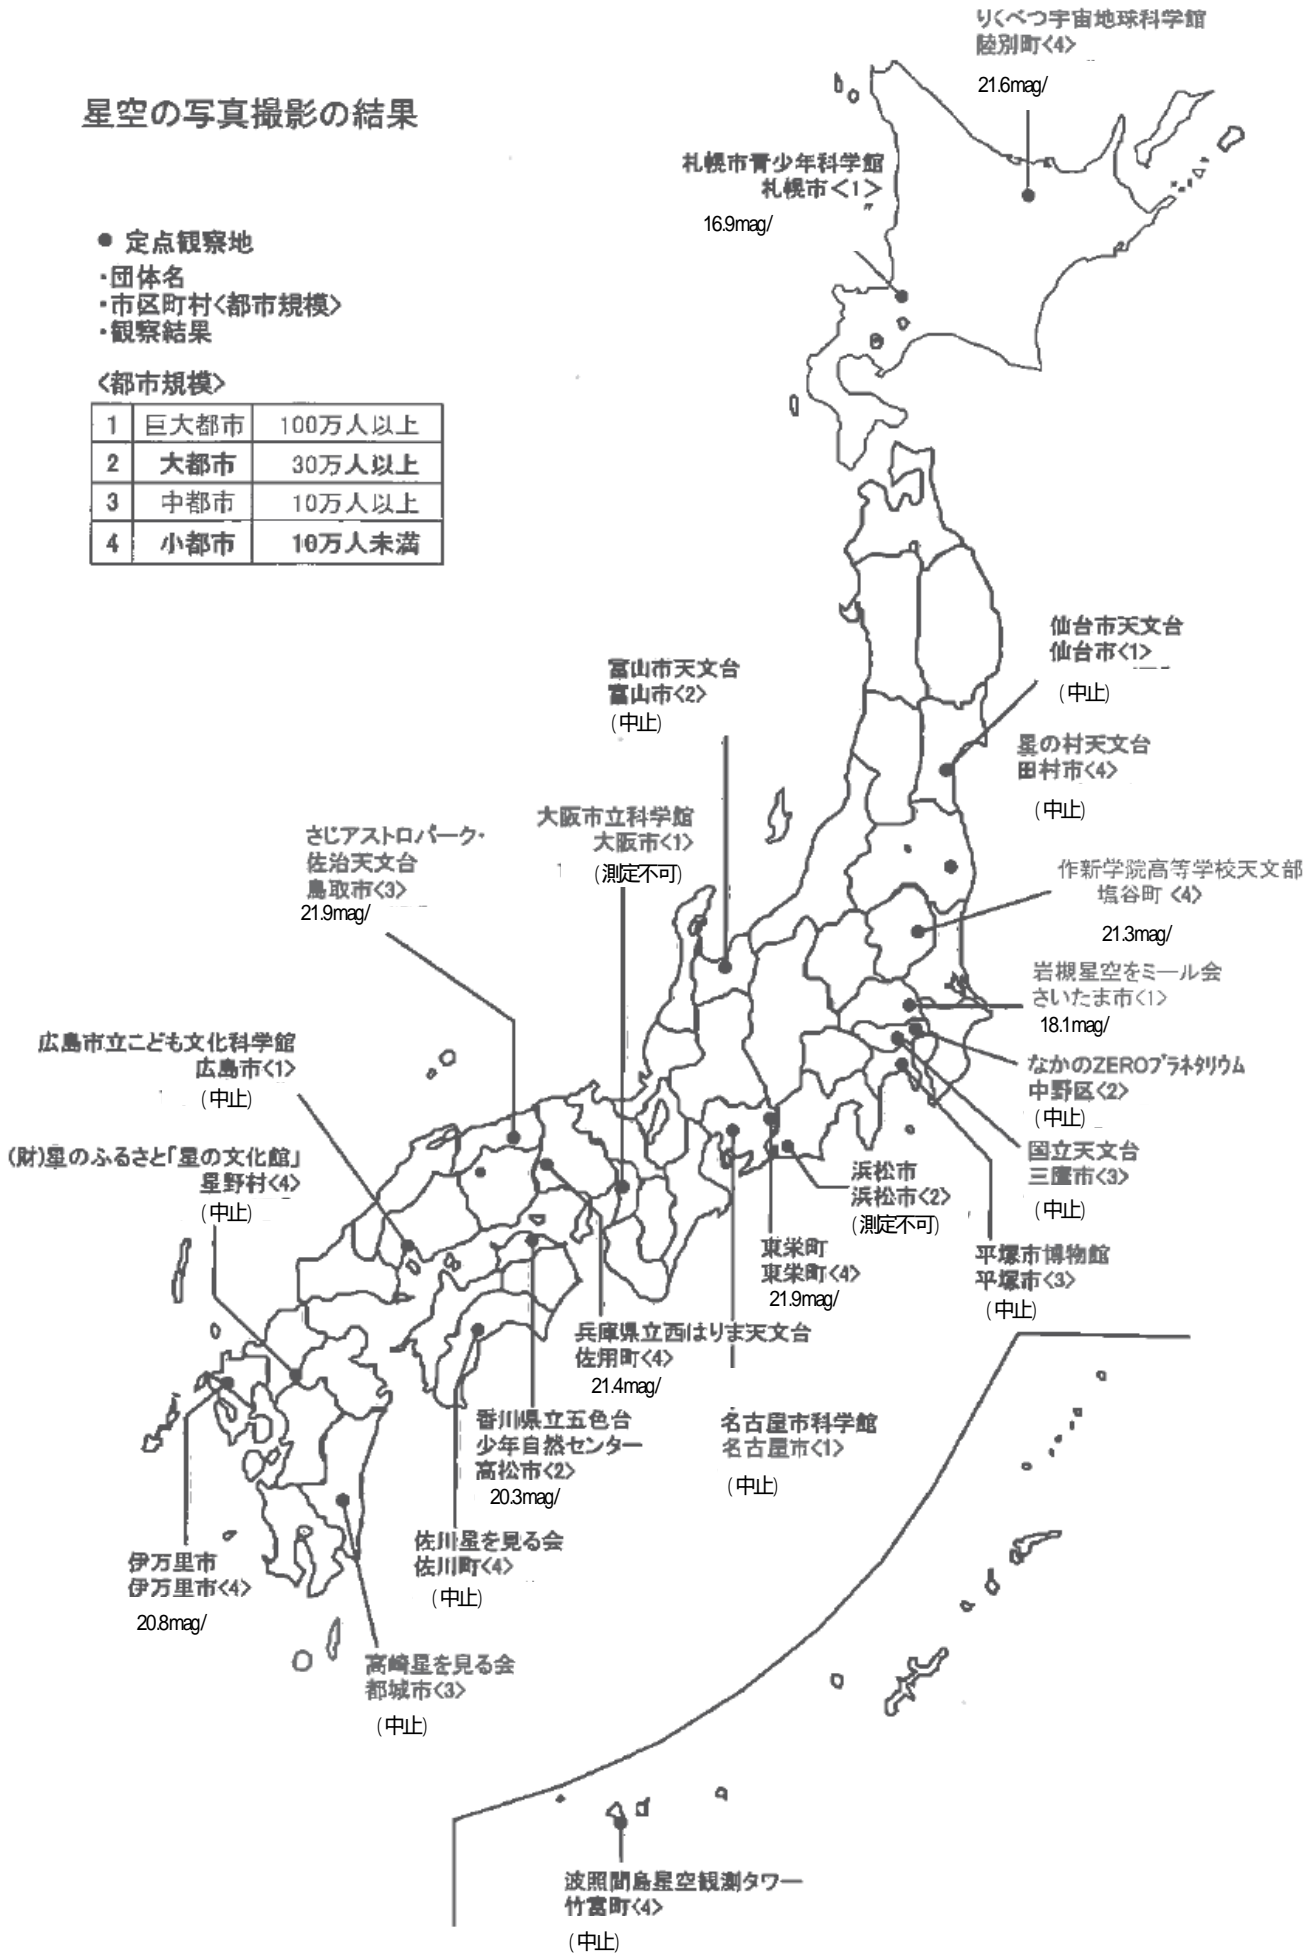 りくべつ宇宙地球科学館
陸別町<4>
21.6mag/
星空の写真撮影の結果
札幌市青少年科学館
札幌市<1>
16.9mag/
● 定点観察地
・団体名
・市区町村<都市規模>
・観察結果
<都市規模>
1 巨大都市 100万人以上
2 大都市 30万人以上
3 中都市 10万人以上
4 小都市 10万人未満
仙台市天文台
仙台市<1>
(中止)
富山市天文台
富山市<2>
(中止)
星の村天文台
田村市<4>
(中止)
大阪市立科学館
大阪市<1>
(測定不可)
さじアストロパーク・
佐治天文台
鳥取市<3>
21.9mag/
作新学院高等学校天文部
塩谷町 <4>
21.3mag/
岩槻星空をミール会
さいたま市<1>
18.1mag/
広島市立こども文化科学館
広島市<1>
(中止)
なかのZEROプラネタリウム
中野区<2>
(中止)
(財)星のふるさと「星の文化館」
星野村<4>
(中止)
国立天文台
三鷹市<3>
(中止)
浜松市
浜松市<2>
(測定不可)
東栄町
東栄町<4>
21.9mag/
平塚市博物館
平塚市<3>
(中止)
兵庫県立西はりま天文台
佐用町<4>
21.4mag/
香川県立五色台
少年自然センター
高松市<2>
20.3mag/
名古屋市科学館
名古屋市<1>
(中止)
佐川星を見る会
佐川町<4>
(中止)
伊万里市
伊万里市<4>
20.8mag/
高崎星を見る会
都城市<3>
(中止)
波照間島星空観測タワー
竹富町<4>
(中止)